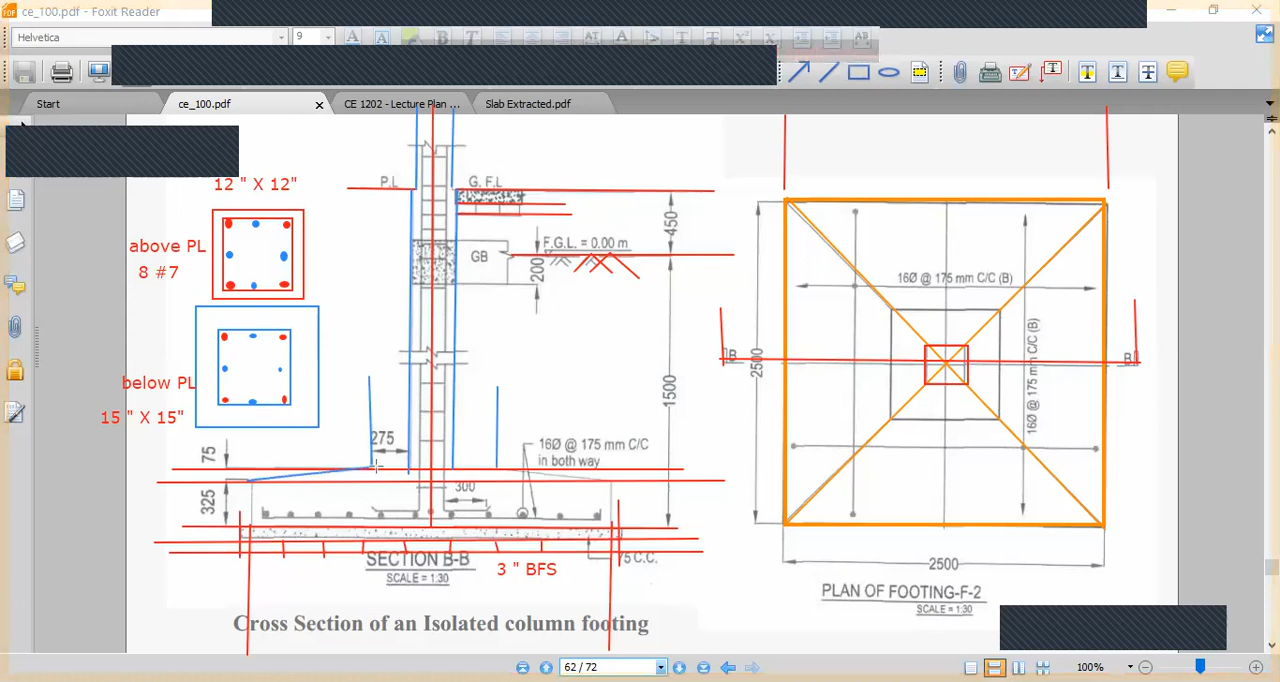 ce_100.pdf - Foxit Reader
Helvetica
9
Start
ce_100.pdf
CE 1202 - Lecture Plan ...
Slab Extracted.pdf
12 " X 12"
above PL
8 #7
below PL
15 " X 15"
P.L
G. F.L
450
F.G.L. = 0.00 m
GB
200
1500
275
75
16Ø @ 175 mm C/C
in both way
325
300
SECTION B-B
SCALE = 1:30
75 C.C.
3 " BFS
Cross Section of an Isolated column footing
16Ø @ 175 mm C/C (B)
16Ø @ 175 mm C/C (B)
B
B
2500
2500
PLAN OF FOOTING-F-2
SCALE = 1:30
62 / 72
100%